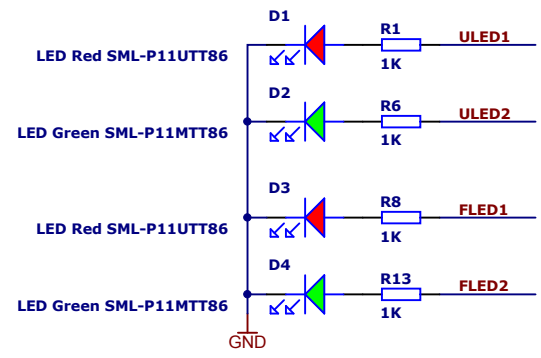 D1
R1
ULED1
LED Red SML-P11UTT86
1K
D2
R6
ULED2
LED Green SML-P11MTT86
1K
D3
R8
FLED1
LED Red SML-P11UTT86
1K
D4
R13
FLED2
LED Green SML-P11MTT86
1K
GND